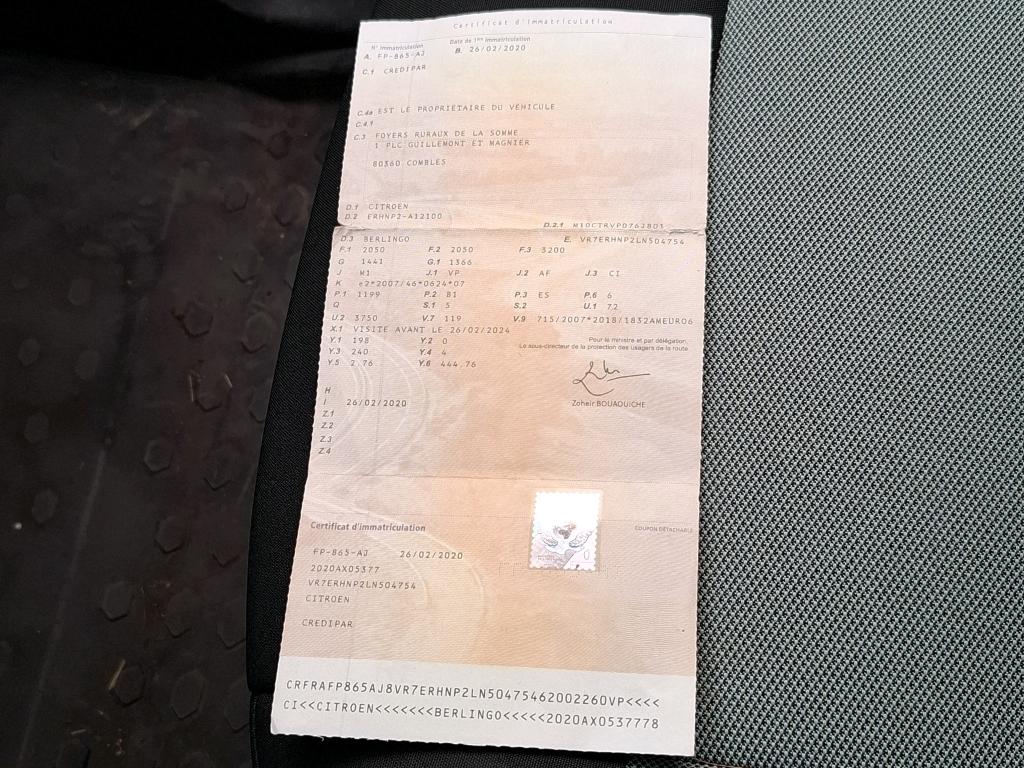 Certificat d'immatriculation
N° immatriculation Date de 1ère immatriculation
A. FP-865-AJ B. 26/02/2020
C.1 CREDIPAR
C.4a EST LE PROPRIÉTAIRE DU VÉHICULE
C.4.1
C.3 FOYERS RURAUX DE LA SOMME
1 PLC GUILLEMONT ET MAGNIER
80360 COMBLES
D.1 CITROEN
D.2 ERHNP2-A12100 D.2.1 M10CTRVP076J801
D.3 BERLINGO E. VR7ERHNP2LN504754
F.1 2050 F.2 2050 F.3 3200
G 1441 G.1 1366
J M1 J.1 VP J.2 AF J.3 CI
K e2*2007/46*0624*07
P.1 1199 P.2 81 P.3 ES P.6 6
Q S.1 5 S.2 U.1 72
U.2 3750 V.7 119 V.9 715/2007*2018/1832AMEURO6
X.1 VISITE AVANT LE 26/02/2024
Y.1 198 Y.2 0
Y.3 240 Y.4 4
Y.5 2.76 Y.6 444.76
Pour le ministre et par délégation,
Le sous-directeur de la protection des usagers de la route
Zoheir BOUAOUICHE
H
I 26/02/2020
Z.1
Z.2
Z.3
Z.4
Certificat d'immatriculation COUPON DÉTACHABLE
FP-865-AJ 26/02/2020
2020AX05377
VR7ERHNP2LN504754
CITROEN
CREDIPAR
CRFRAFP865AJ8VR7ERHNP2LN50475462002260VP<<<<
CI<<CITROEN<<<<<<<BERLINGO<<<<<2020AX0537778